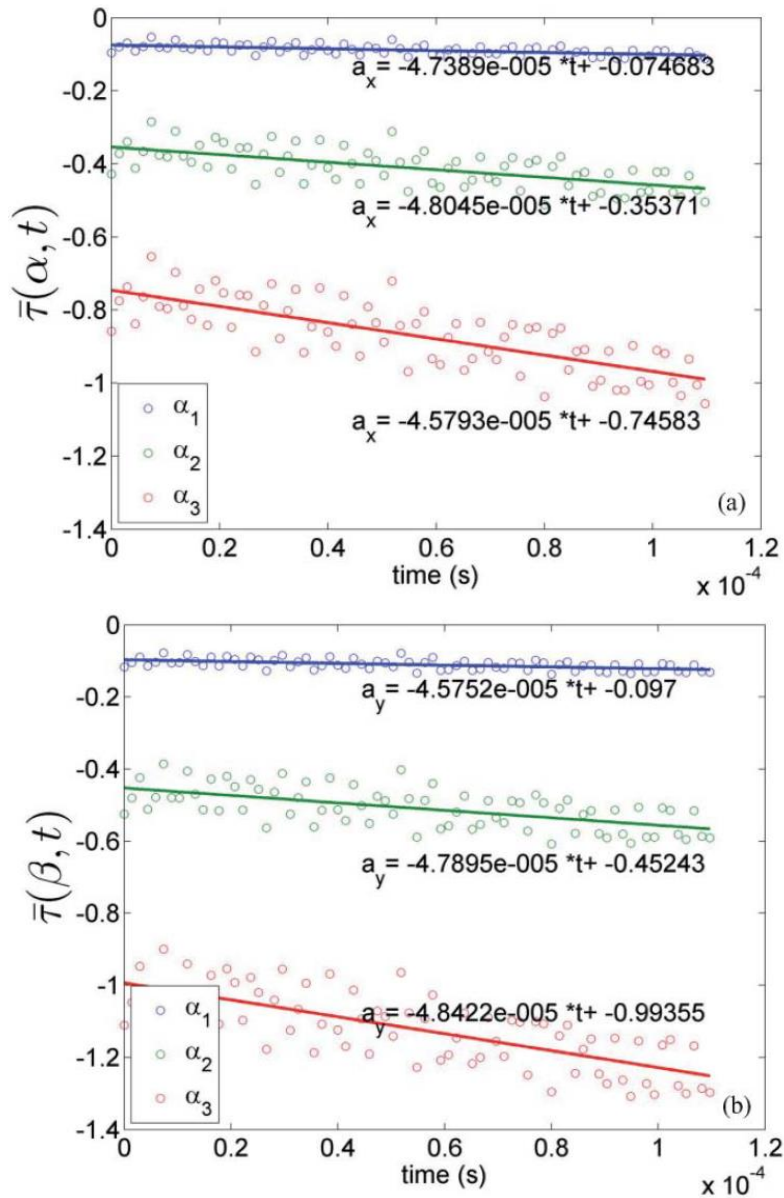 0
-0.2
-0.4
-0.6
-0.8
-1
-1.2
-1.4
τ̄(α, t)
a_x= -4.7389e-005 *t+ -0.074683
a_x= -4.8045e-005 *t+ -0.35371
a_x= -4.5793e-005 *t+ -0.74583
α_1
α_2
α_3
(a)
0 0.2 0.4 0.6 0.8 1 1.2
time (s)
x 10^-4
0
-0.2
-0.4
-0.6
-0.8
-1
-1.2
-1.4
τ̄(β, t)
a_y= -4.5752e-005 *t+ -0.097
a_y= -4.7895e-005 *t+ -0.45243
a_y= -4.8422e-005 *t+ -0.99355
α_1
α_2
α_3
(b)
0 0.2 0.4 0.6 0.8 1 1.2
time (s)
x 10^-4